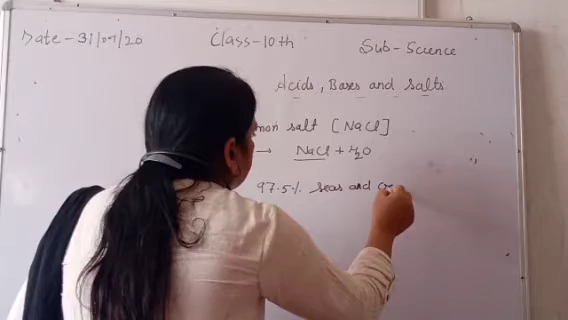 Date - 31/07/20 Class - 10th Sub - Science
Acids, Bases and salts
mon salt [NaCl]
→ NaCl + H₂O
97.5% seas and